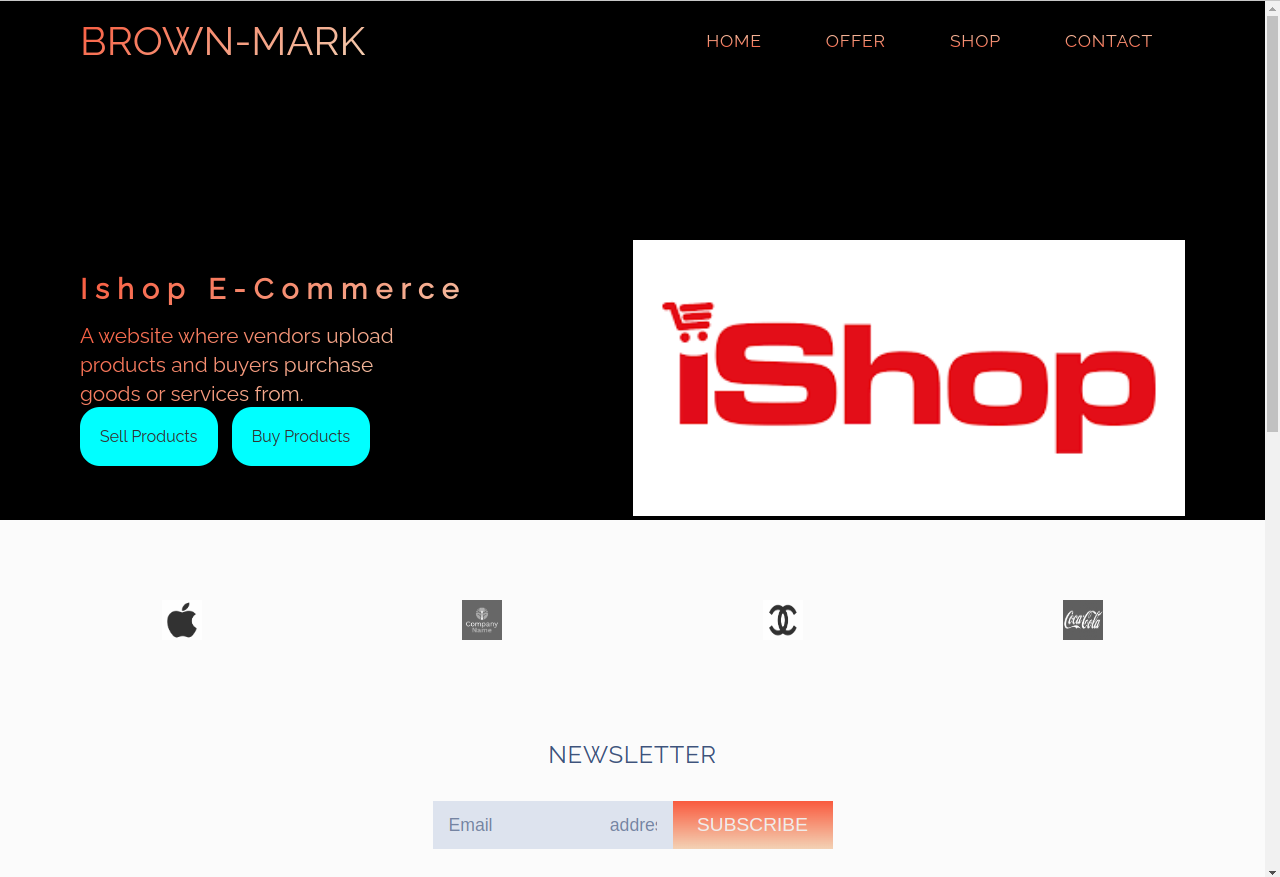 BROWN-MARK
HOME OFFER SHOP CONTACT
Ishop E-Commerce
A website where vendors upload
products and buyers purchase
goods or services from.
Sell Products Buy Products
iShop
Company
Name
Coca-Cola
NEWSLETTER
Email addres
SUBSCRIBE